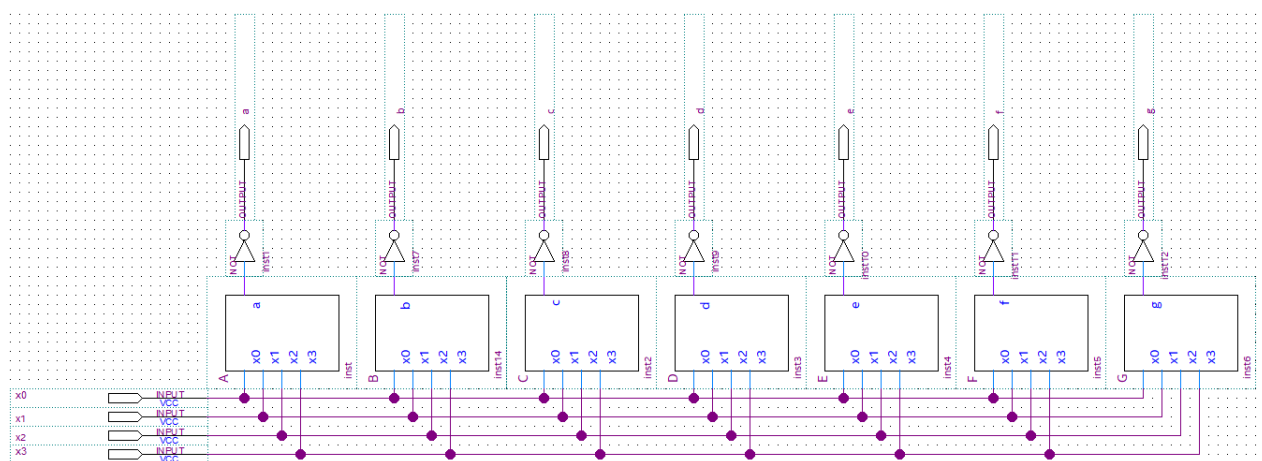 a b c d e f g
OUTPUT OUTPUT OUTPUT OUTPUT OUTPUT OUTPUT OUTPUT
NOT inst1 NOT inst7 NOT inst8 NOT inst9 NOT inst10 NOT inst11 NOT inst12
a b c d e f g
x0 x1 x2 x3 x0 x1 x2 x3 x0 x1 x2 x3 x0 x1 x2 x3 x0 x1 x2 x3 x0 x1 x2 x3 x0 x1 x2 x3
A inst B inst14 C inst2 D inst3 E inst4 F inst5 G inst6
x0 INPUT
VCC
x1 INPUT
VCC
x2 INPUT
VCC
x3 INPUT
VCC